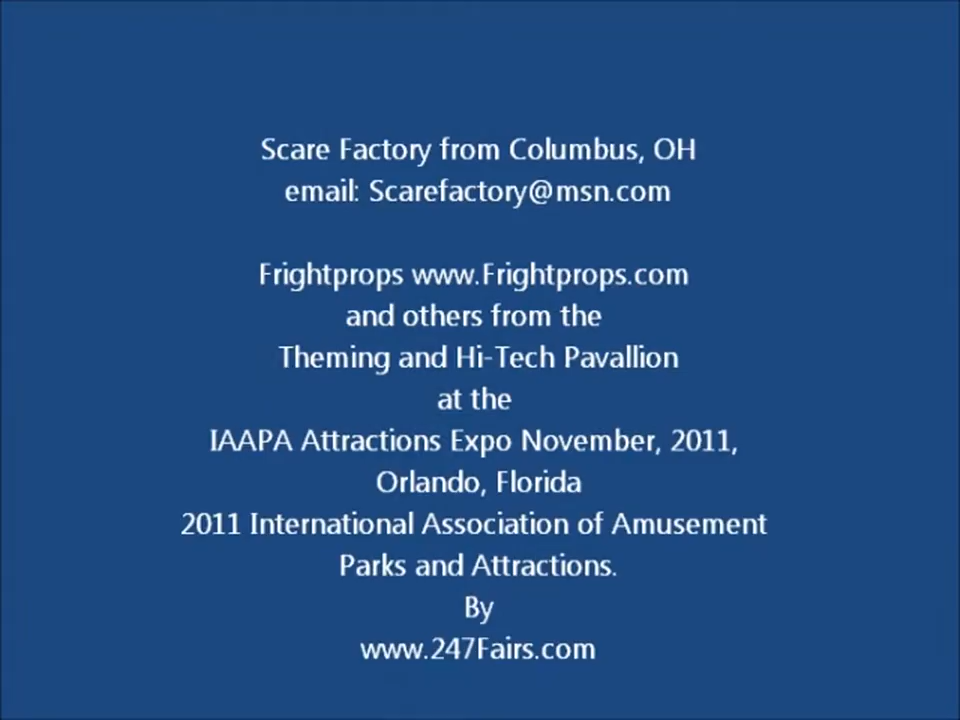 Scare Factory from Columbus, OH
email: Scarefactory@msn.com
Frightprops www.Frightprops.com
and others from the
Theming and Hi-Tech Pavallion
at the
IAAPA Attractions Expo November, 2011,
Orlando, Florida
2011 International Association of Amusement
Parks and Attractions.
By
www.247Fairs.com